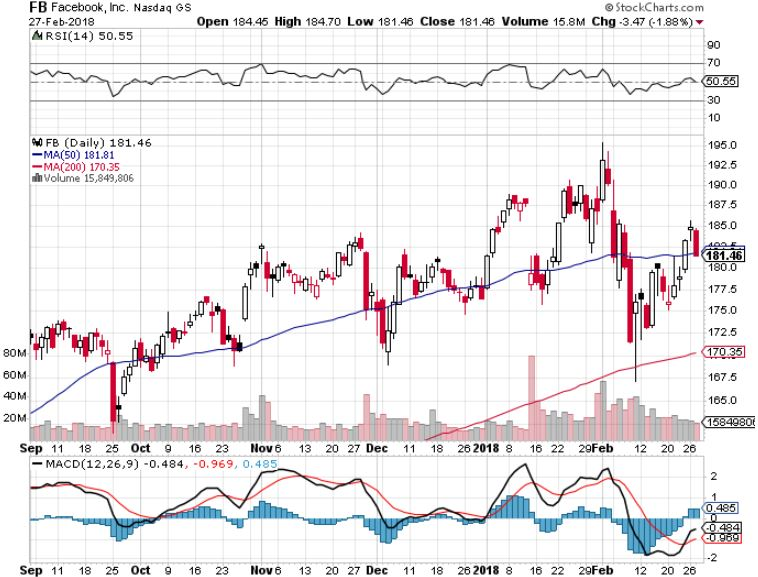 FB Facebook, Inc. Nasdaq GS © StockCharts.com
27-Feb-2018 Open 184.45 High 184.70 Low 181.46 Close 181.46 Volume 15.8M Chg -3.47 (-1.88%)
RSI(14) 50.55
90
70
50.55
30
10
FB (Daily) 181.46
MA(50) 181.81
MA(200) 170.35
Volume 15,849,806
195.0
192.5
190.0
187.5
185.0
181.46
180.0
177.5
175.0
172.5
170.35
167.5
165.0
15849806
80M
60M
40M
20M
Sep 11 18 25 Oct 9 16 23 Nov 6 13 20 27 Dec 11 18 26 2018 8 16 22 29 Feb 12 20 26
MACD(12,26,9) -0.484, -0.969, 0.485
2
1
0.485
0
-0.484
-0.969
-2
Sep 11 18 25 Oct 9 16 23 Nov 6 13 20 27 Dec 11 18 26 2018 8 16 22 29 Feb 12 20 26